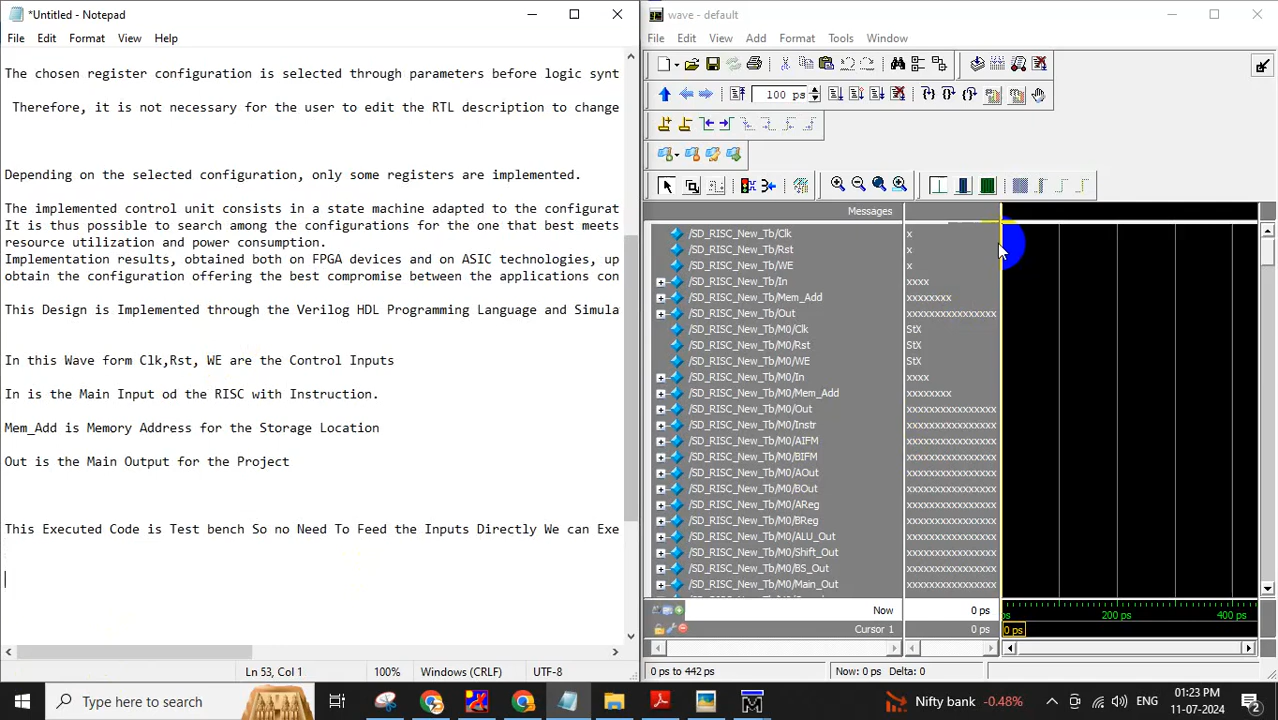 *Untitled - Notepad
File Edit Format View Help
The chosen register configuration is selected through parameters before logic synt
Therefore, it is not necessary for the user to edit the RTL description to change
Depending on the selected configuration, only some registers are implemented.
The implemented control unit consists in a state machine adapted to the configurat
It is thus possible to search among the configurations for the one that best meets
resource utilization and power consumption.
Implementation results, obtained both on FPGA devices and on ASIC technologies, up
obtain the configuration offering the best compromise between the applications con
This Design is Implemented through the Verilog HDL Programming Language and Simula
In this Wave form Clk,Rst, WE are the Control Inputs
In is the Main Input od the RISC with Instruction.
Mem_Add is Memory Address for the Storage Location
Out is the Main Output for the Project
This Executed Code is Test bench So no Need To Feed the Inputs Directly We can Exe
Ln 53, Col 1 100% Windows (CRLF) UTF-8
wave - default
File Edit View Add Format Tools Window
100 ps
Messages
/SD_RISC_New_Tb/Clk x
/SD_RISC_New_Tb/Rst x
/SD_RISC_New_Tb/WE x
/SD_RISC_New_Tb/In xxxx
/SD_RISC_New_Tb/Mem_Add xxxxxxxx
/SD_RISC_New_Tb/Out xxxxxxxxxxxxxxxx
/SD_RISC_New_Tb/M0/Clk StX
/SD_RISC_New_Tb/M0/Rst StX
/SD_RISC_New_Tb/M0/WE StX
/SD_RISC_New_Tb/M0/In xxxx
/SD_RISC_New_Tb/M0/Mem_Add xxxxxxxx
/SD_RISC_New_Tb/M0/Out xxxxxxxxxxxxxxxx
/SD_RISC_New_Tb/M0/Instr xxxxxxxxxxxxxxxx
/SD_RISC_New_Tb/M0/AIFM xxxxxxxxxxxxxxxx
/SD_RISC_New_Tb/M0/BIFM xxxxxxxxxxxxxxxx
/SD_RISC_New_Tb/M0/AOut xxxxxxxxxxxxxxxx
/SD_RISC_New_Tb/M0/BOut xxxxxxxxxxxxxxxx
/SD_RISC_New_Tb/M0/AReg xxxxxxxxxxxxxxxx
/SD_RISC_New_Tb/M0/BReg xxxxxxxxxxxxxxxx
/SD_RISC_New_Tb/M0/ALU_Out xxxxxxxxxxxxxxxx
/SD_RISC_New_Tb/M0/Shift_Out xxxxxxxxxxxxxxxx
/SD_RISC_New_Tb/M0/BS_Out xxxxxxxxxxxxxxxx
/SD_RISC_New_Tb/M0/Main_Out xxxxxxxxxxxxxxxx
Now 0 ps ps 200 ps 400 ps
Cursor 1 0 ps 0 ps
0 ps to 442 ps Now: 0 ps Delta: 0
Type here to search
Nifty bank -0.48% ENG 01:23 PM
11-07-2024 2